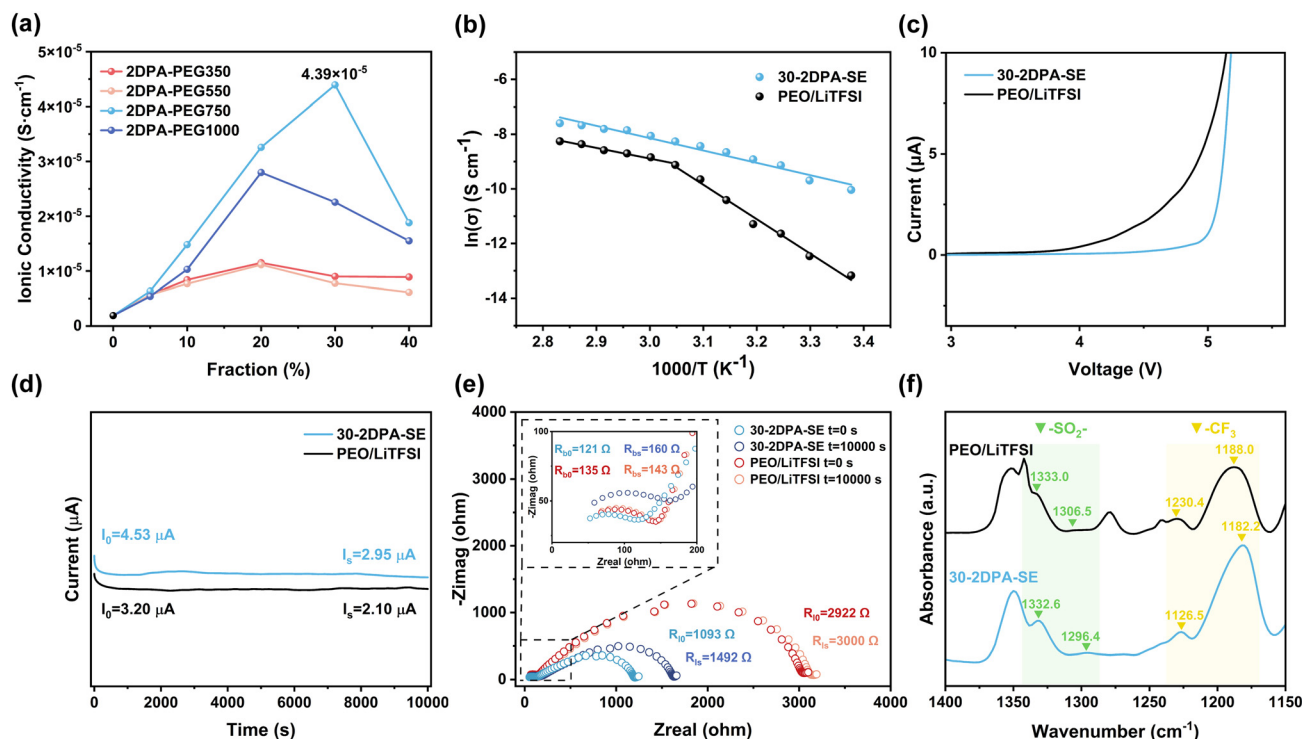 (a)
Ionic Conductivity (S·cm⁻¹)
5×10⁻⁵
4×10⁻⁵
3×10⁻⁵
2×10⁻⁵
1×10⁻⁵
0
2DPA-PEG350
2DPA-PEG550
2DPA-PEG750
2DPA-PEG1000
4.39×10⁻⁵
0 10 20 30 40
Fraction (%)
(b)
ln(σ) (S cm⁻¹)
-6
-8
-10
-12
-14
30-2DPA-SE
PEO/LiTFSI
2.8 2.9 3.0 3.1 3.2 3.3 3.4
1000/T (K⁻¹)
(c)
Current (μA)
10
5
0
30-2DPA-SE
PEO/LiTFSI
3 4 5
Voltage (V)
(d)
Current (μA)
30-2DPA-SE
PEO/LiTFSI
I₀=4.53 μA
Iₛ=2.95 μA
I₀=3.20 μA
Iₛ=2.10 μA
0 2000 4000 6000 8000 10000
Time (s)
(e)
-Zimag (ohm)
4000
3000
2000
1000
0
100
50
-Zimag (ohm)
R_b0=121 Ω R_bs=160 Ω
R_b0=135 Ω R_bs=143 Ω
0 100 200
Zreal (ohm)
30-2DPA-SE t=0 s
30-2DPA-SE t=10000 s
PEO/LiTFSI t=0 s
PEO/LiTFSI t=10000 s
R_l0=1093 Ω
R_ls=1492 Ω
R_l0=2922 Ω
R_ls=3000 Ω
0 1000 2000 3000 4000
Zreal (ohm)
(f)
Absorbance (a.u.)
-SO₂-
-CF₃
PEO/LiTFSI
1333.0
1306.5
1230.4
1188.0
30-2DPA-SE
1332.6
1296.4
1126.5
1182.2
1400 1350 1300 1250 1200 1150
Wavenumber (cm⁻¹)